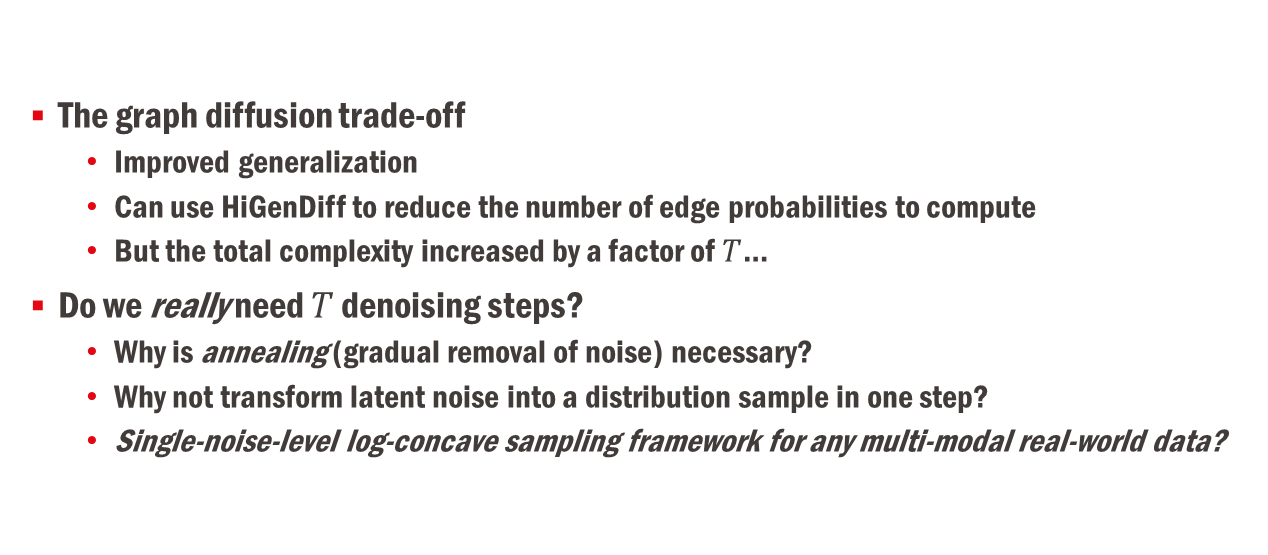 ▪ The graph diffusion trade-off
• Improved generalization
• Can use HiGenDiff to reduce the number of edge probabilities to compute
• But the total complexity increased by a factor of T …
▪ Do we really need T denoising steps?
• Why is annealing (gradual removal of noise) necessary?
• Why not transform latent noise into a distribution sample in one step?
• Single-noise-level log-concave sampling framework for any multi-modal real-world data?